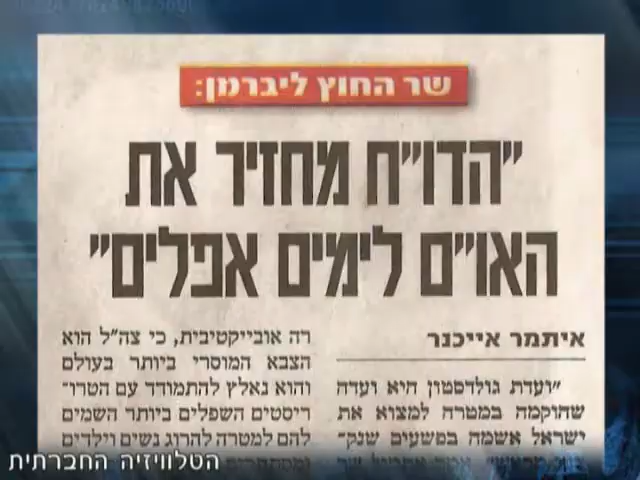 שר החוץ ליברמן:
"הדו"ח מחזיר את
האו"ם לימים אפלים"
איתמר אייכנר
"ועדת גולדסטון היא ועדה
שהוקמה במטרה למצוא את
ישראל אשמה בפשעים שנק־
רה אובייקטיבית, כי צה"ל הוא
הצבא המוסרי ביותר בעולם
והוא נאלץ להתמודד עם הטרו־
ריסטים השפלים ביותר השמים
להם למטרה להרוג נשים וילדים
הטלוויזיה החברתית